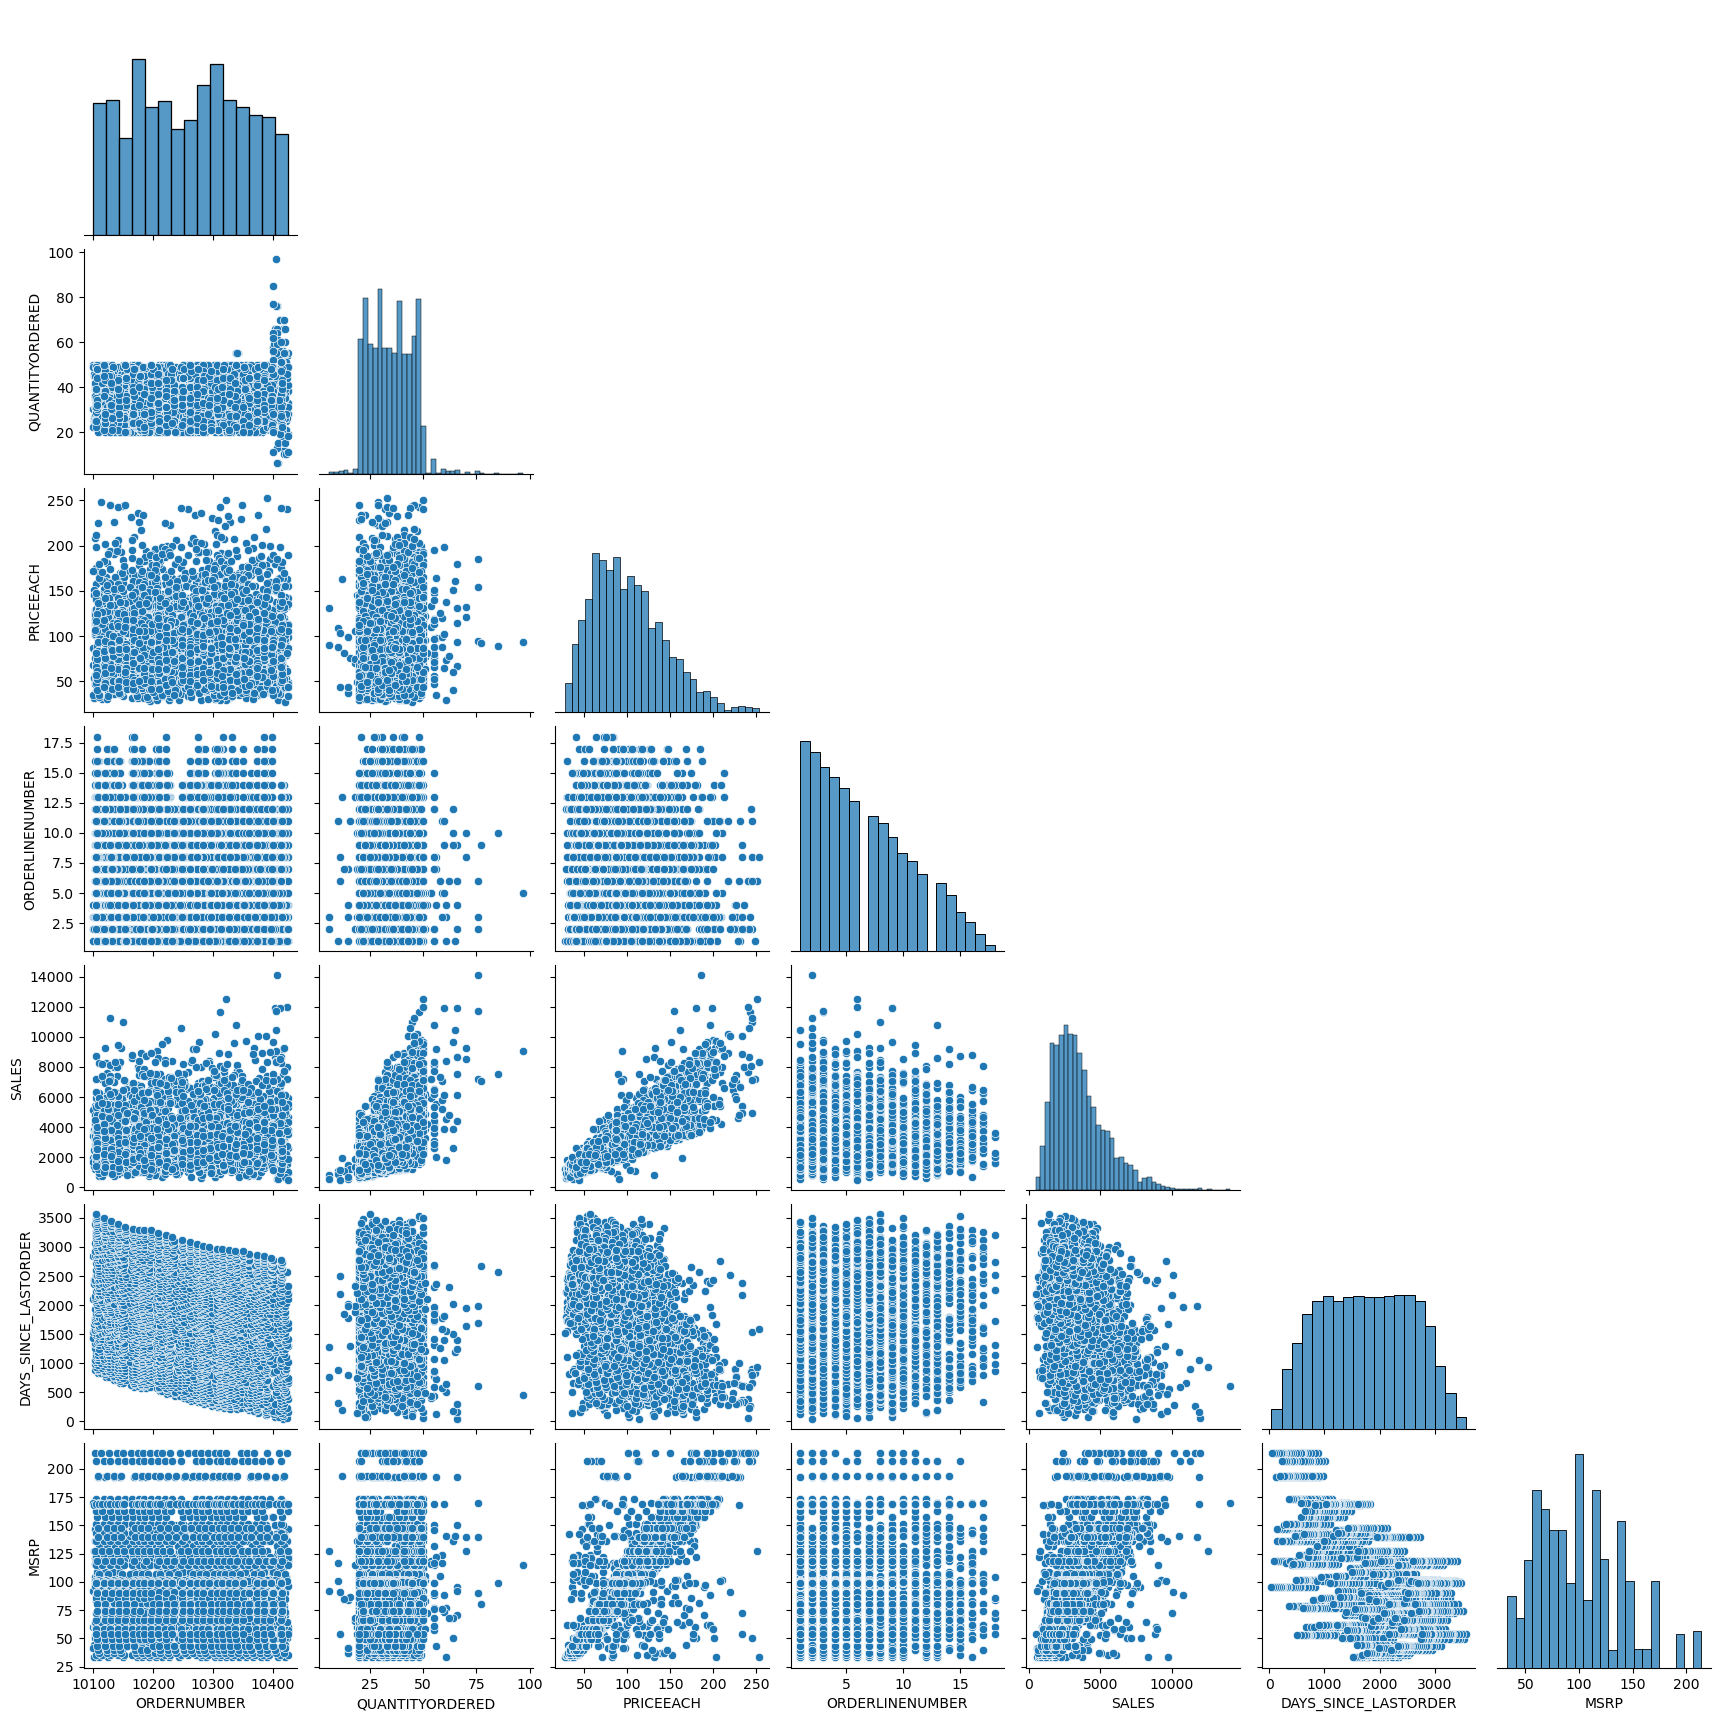 100
80
60
40
20
QUANTITYORDERED
250
200
150
100
50
PRICEEACH
17.5
15.0
12.5
10.0
7.5
5.0
2.5
ORDERLINENUMBER
14000
12000
10000
8000
6000
4000
2000
0
SALES
3500
3000
2500
2000
1500
1000
500
0
DAYS_SINCE_LASTORDER
200
175
150
125
100
75
50
25
MSRP
10100 10200 10300 10400
ORDERNUMBER
25 50 75 100
QUANTITYORDERED
50 100 150 200 250
PRICEEACH
5 10 15
ORDERLINENUMBER
0 5000 10000
SALES
0 1000 2000 3000
DAYS_SINCE_LASTORDER
50 100 150 200
MSRP